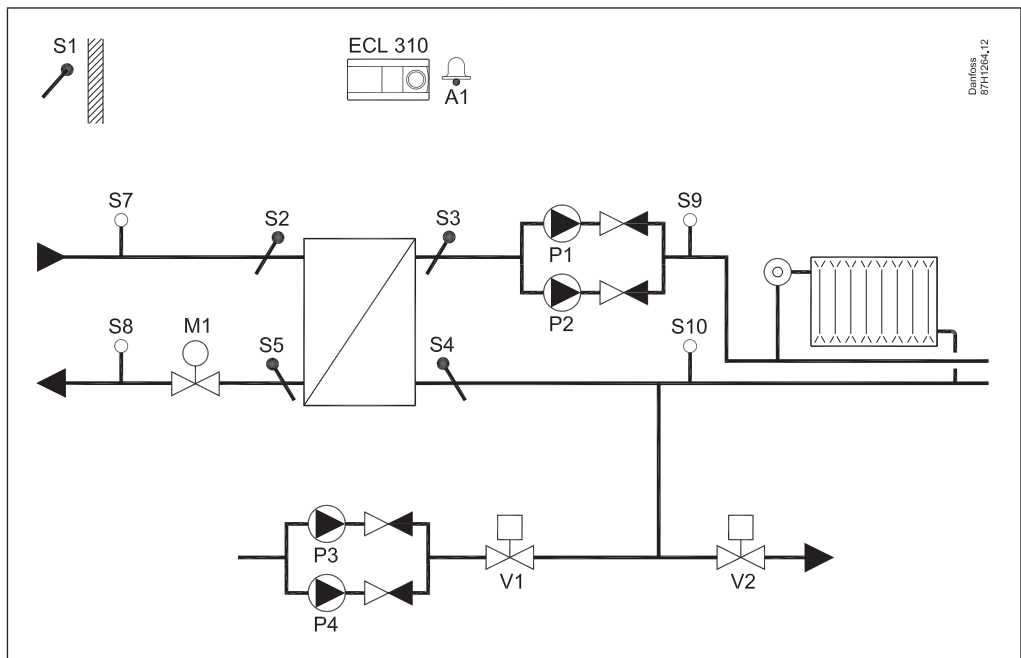 S1
ECL 310
A1
Danfoss
87H1264.12
S7
S2
S3
P1
S9
P2
S8
M1
S5
S4
S10
P3
V1
V2
P4